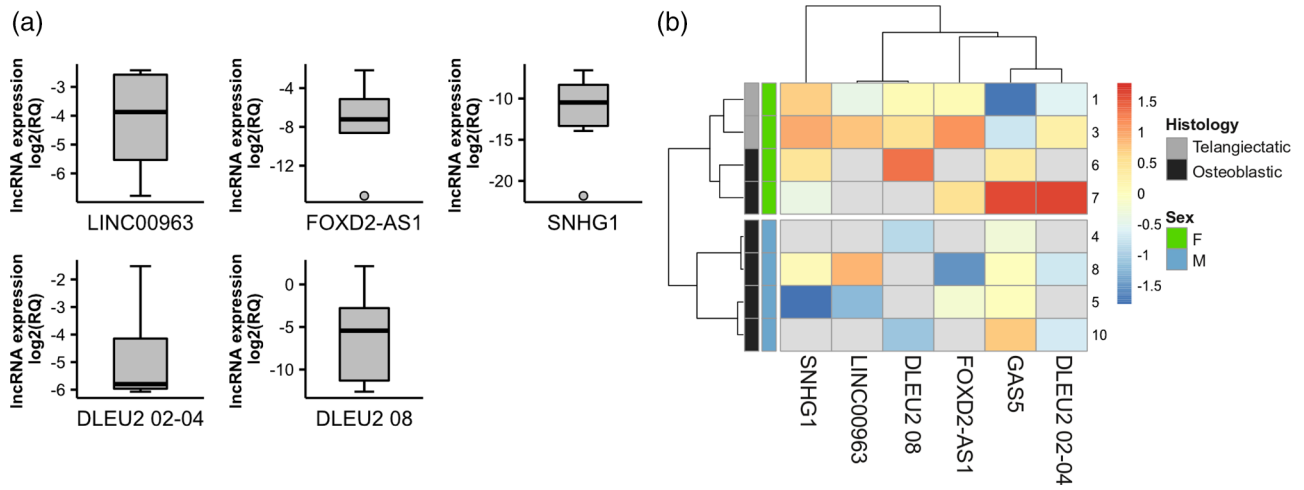 (a)
lncRNA expression
log2(RQ)
-3
-4
-5
-6
LINC00963
lncRNA expression
log2(RQ)
-4
-8
-12
FOXD2-AS1
lncRNA expression
log2(RQ)
-10
-15
-20
SNHG1
lncRNA expression
log2(RQ)
-2
-3
-4
-5
-6
DLEU2 02-04
lncRNA expression
log2(RQ)
0
-5
-10
DLEU2 08
(b)
1
3
6
7
4
8
5
10
SNHG1
LINC00963
DLEU2 08
FOXD2-AS1
GAS5
DLEU2 02-04
1.5
1
0.5
0
-0.5
-1
-1.5
Histology
Telangiectatic
Osteoblastic
Sex
F
M